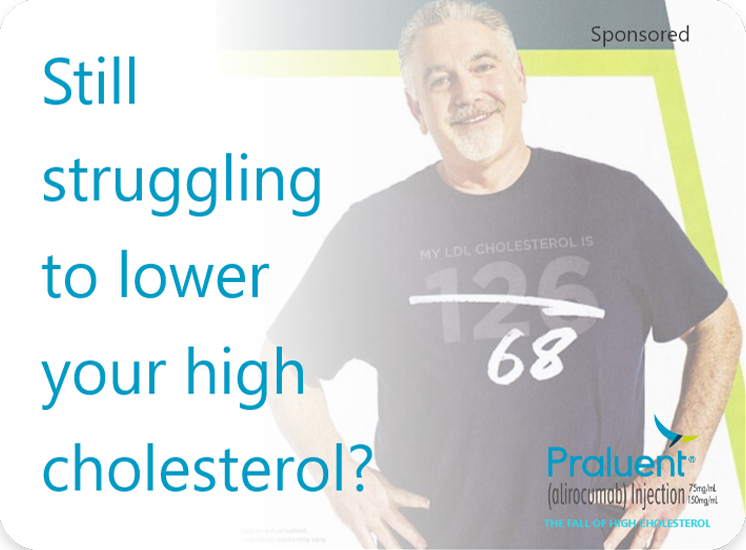 Sponsored
Still
struggling
to lower
your high
cholesterol?
MY LDL CHOLESTEROL IS
126
68
Praluent®
(alirocumab) Injection 75mg/mL
150mg/mL
THE FALL OF HIGH CHOLESTEROL